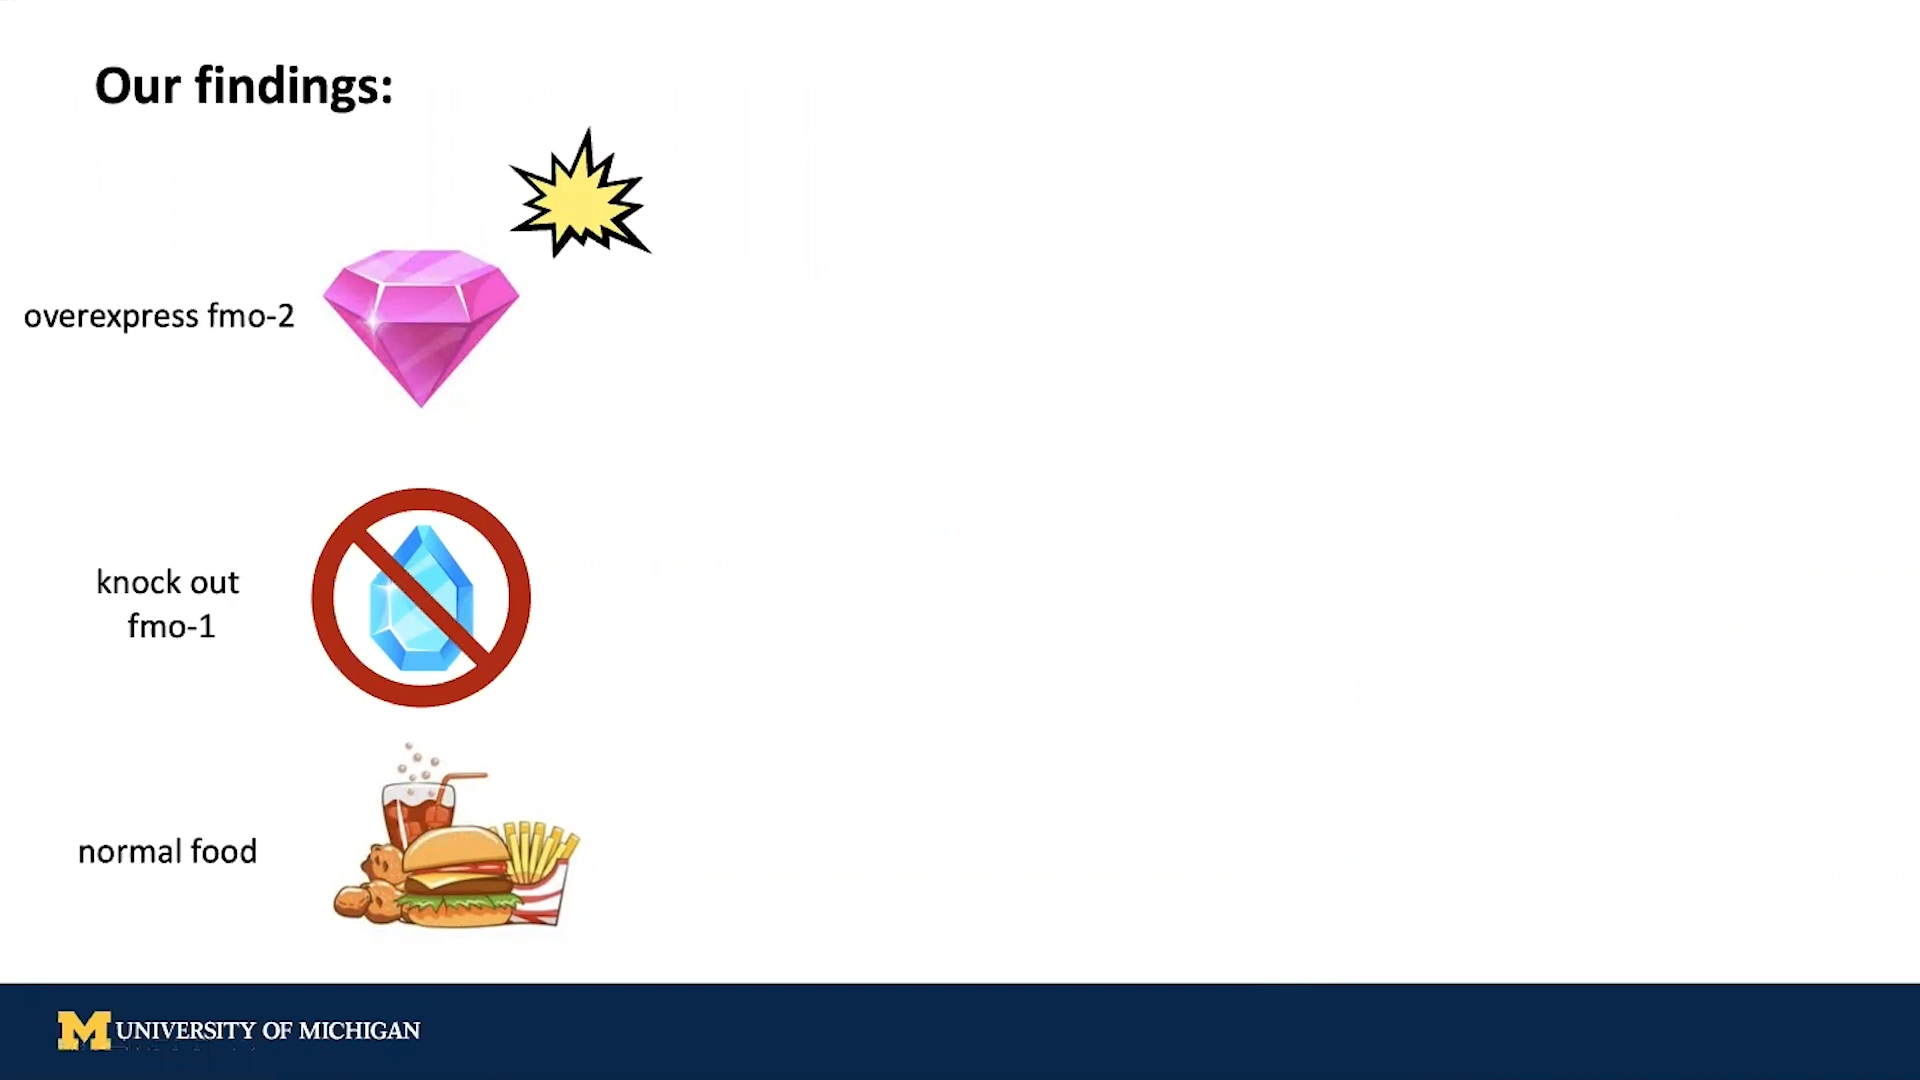 Our findings:
overexpress fmo-2
knock out
fmo-1
normal food
M UNIVERSITY OF MICHIGAN